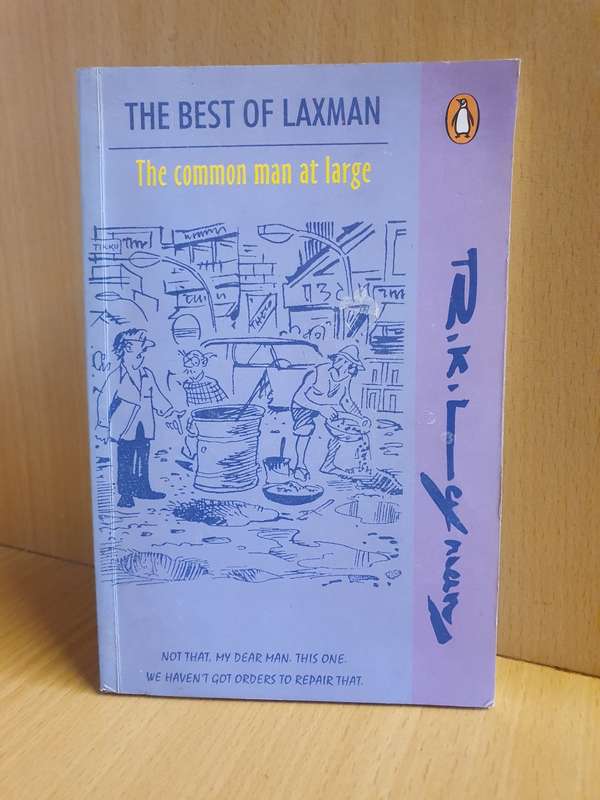 THE BEST OF LAXMAN
The common man at large
R.K.Laxman
NOT THAT, MY DEAR MAN. THIS ONE.
WE HAVEN'T GOT ORDERS TO REPAIR THAT.